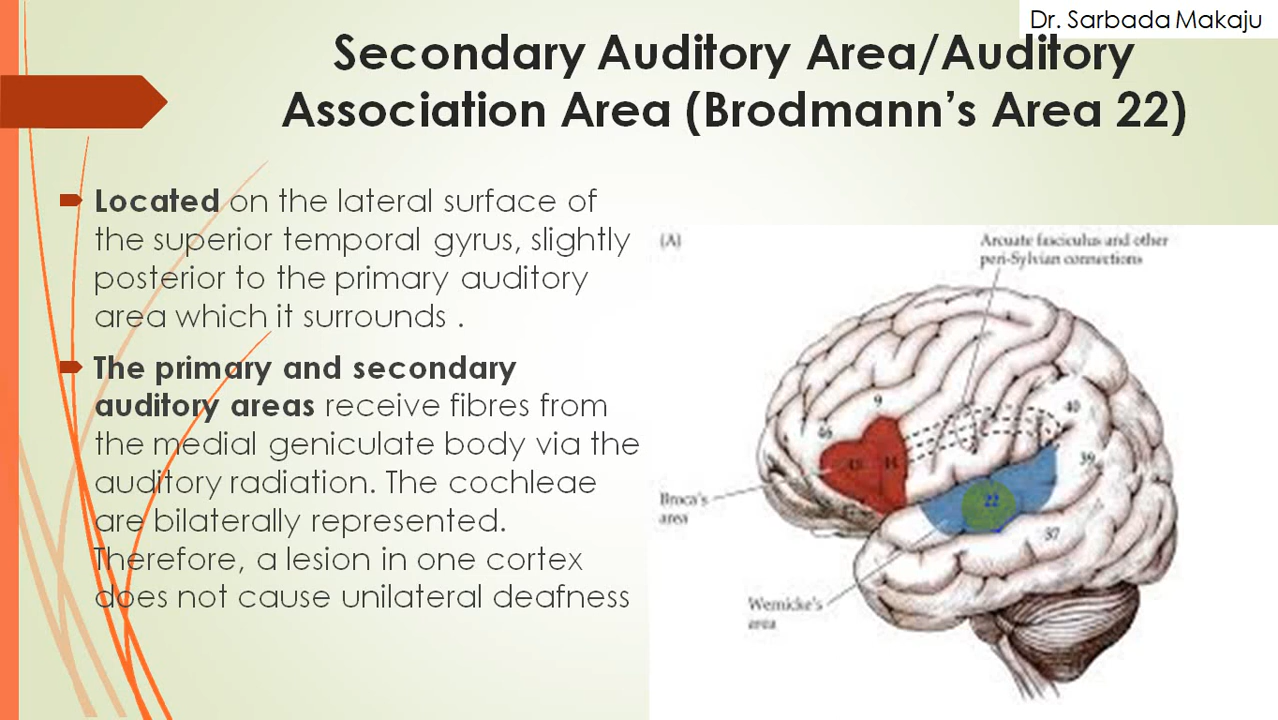 Dr. Sarbada Makaju
Secondary Auditory Area/Auditory
Association Area (Brodmann’s Area 22)
Located on the lateral surface of
the superior temporal gyrus, slightly
posterior to the primary auditory
area which it surrounds .
The primary and secondary
auditory areas receive fibres from
the medial geniculate body via the
auditory radiation. The cochleae
are bilaterally represented.
Therefore, a lesion in one cortex
does not cause unilateral deafness
(A)
Arcuate fasciculus and other
peri-Sylvian connections
9
46
40
45
44
39
22
37
Broca's
area
Wernicke's
area